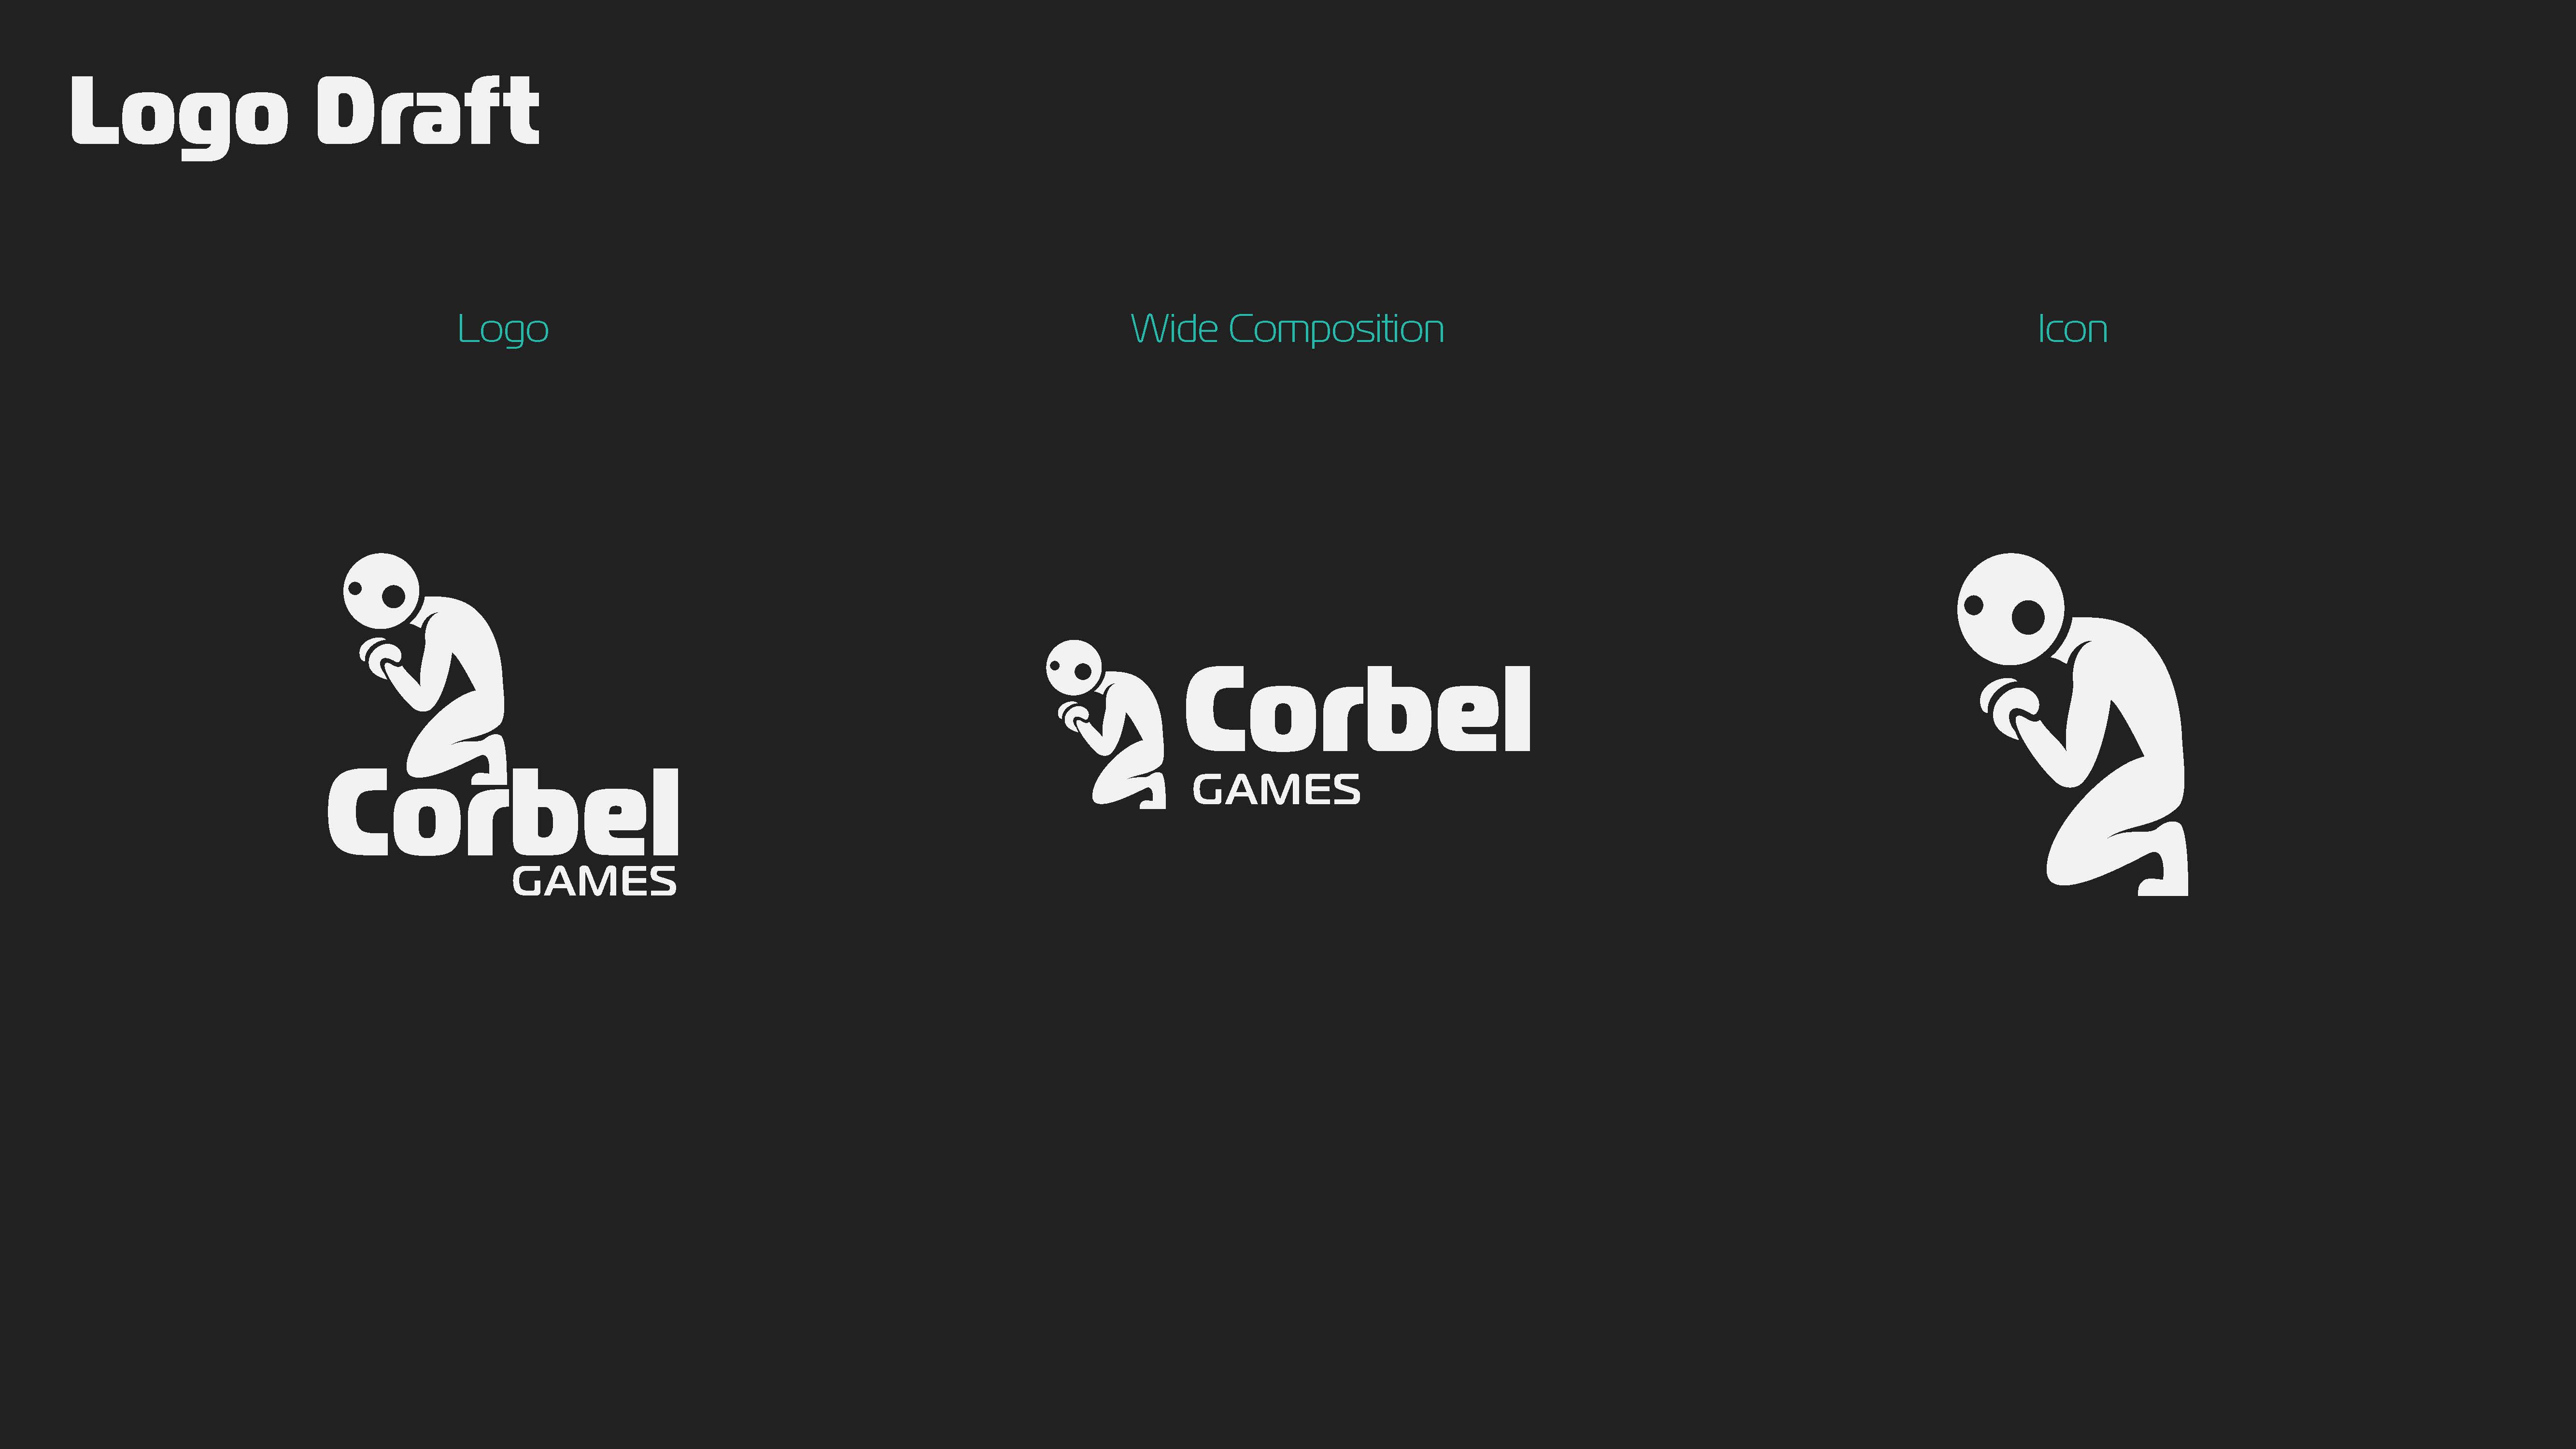 Logo Draft
Logo
Wide Composition
Icon
Corbel
GAMES
Corbel
GAMES